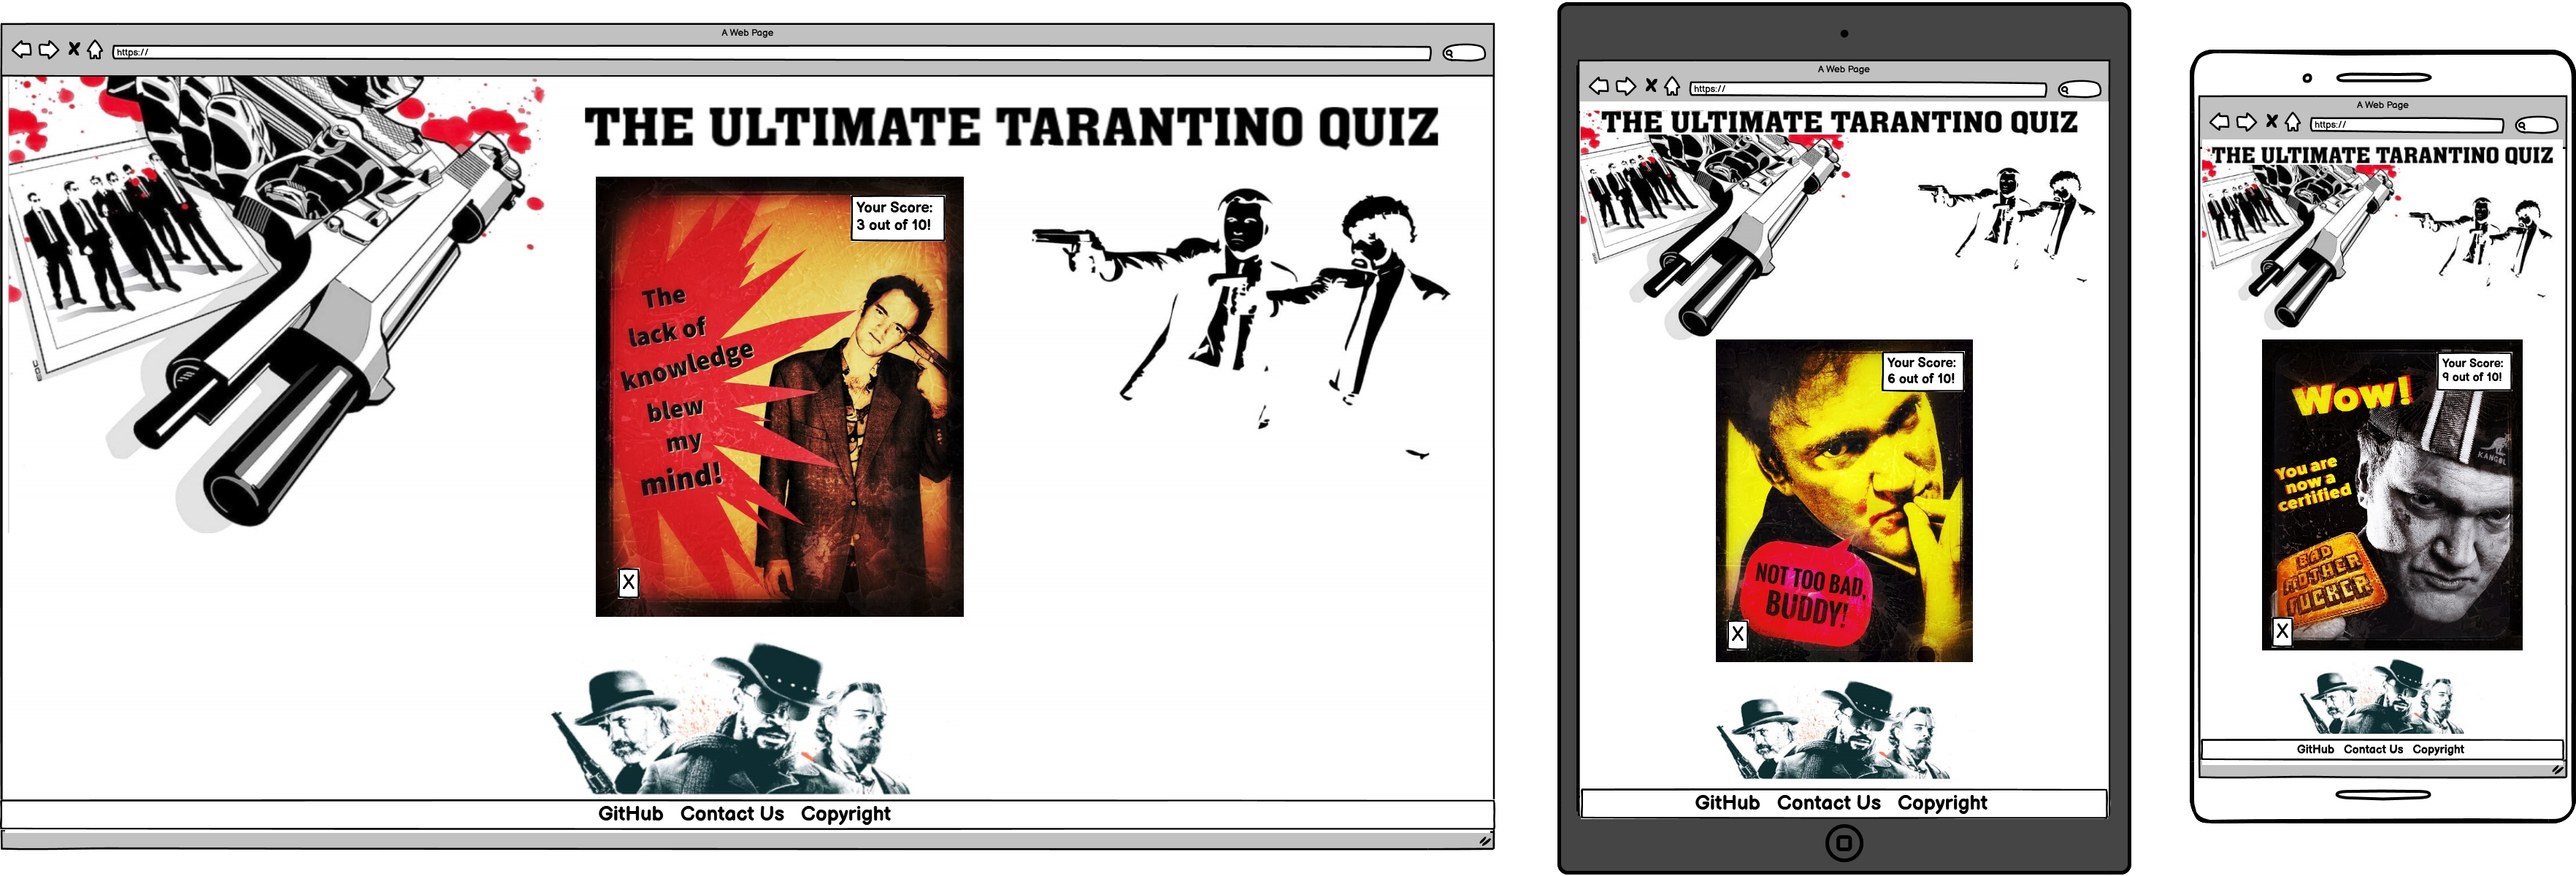 A Web Page
https://
THE ULTIMATE TARANTINO QUIZ
Your Score:
3 out of 10!
The
lack of
knowledge
blew
my
mind!
X
GitHub Contact Us Copyright
A Web Page
https://
THE ULTIMATE TARANTINO QUIZ
Your Score:
6 out of 10!
NOT TOO BAD,
BUDDY!
X
GitHub Contact Us Copyright
A Web Page
https://
THE ULTIMATE TARANTINO QUIZ
Your Score:
9 out of 10!
Wow!
KANGOL
You are
now a
certified
BAD
MOTHER
FUCKER
X
GitHub Contact Us Copyright